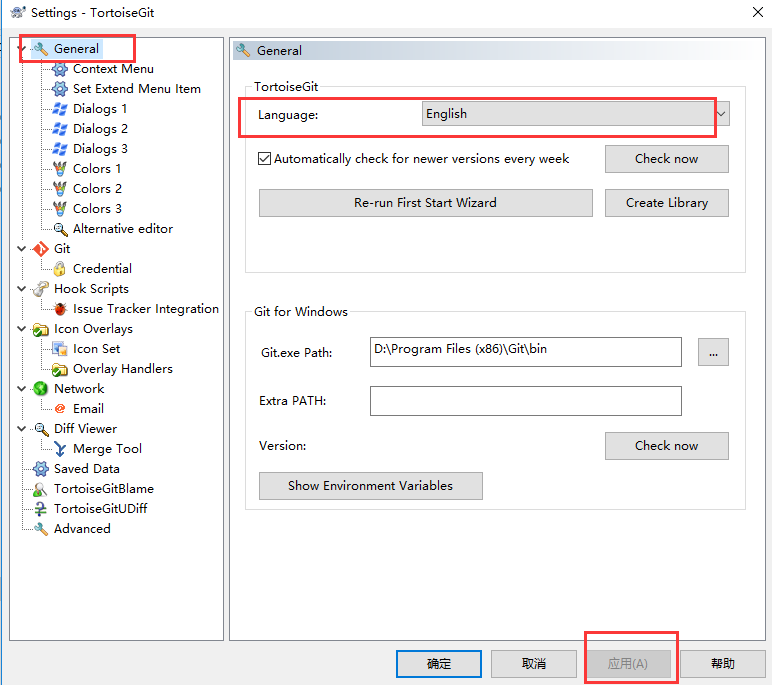 Settings - TortoiseGit
General
Context Menu
Set Extend Menu Item
Dialogs 1
Dialogs 2
Dialogs 3
Colors 1
Colors 2
Colors 3
Alternative editor
Git
Credential
Hook Scripts
Issue Tracker Integration
Icon Overlays
Icon Set
Overlay Handlers
Network
Email
Diff Viewer
Merge Tool
Saved Data
TortoiseGitBlame
TortoiseGitUDiff
Advanced
General
TortoiseGit
Language: English
Automatically check for newer versions every week Check now
Re-run First Start Wizard Create Library
Git for Windows
Git.exe Path: D:\Program Files (x86)\Git\bin ...
Extra PATH:
Version: Check now
Show Environment Variables
确定 取消 应用(A) 帮助